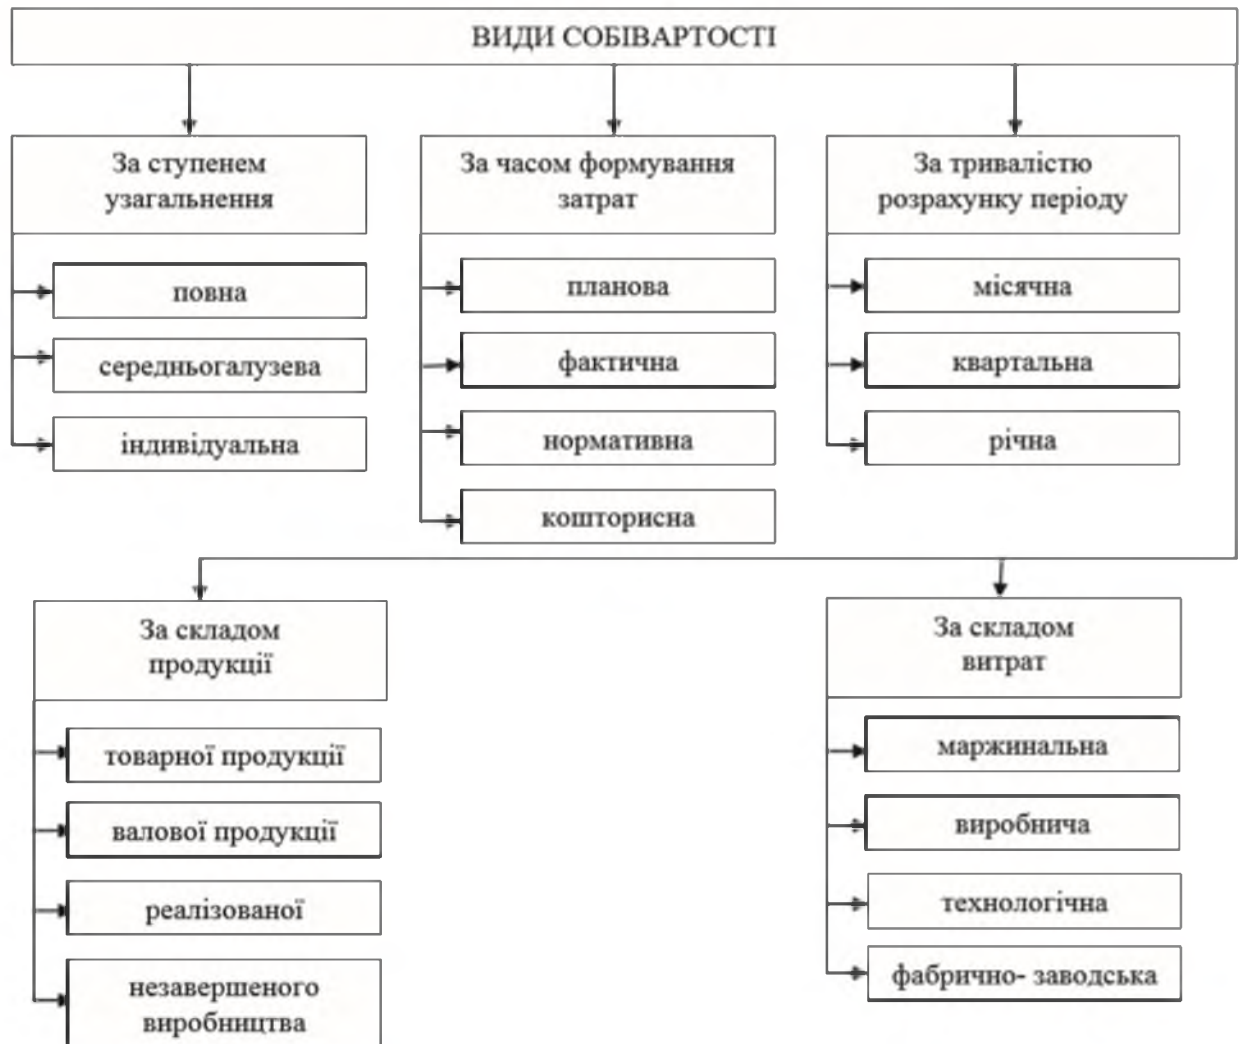 ВИДИ СОБІВАРТОСТІ
За ступенем
узагальнення
повна
середньогалузева
індивідуальна
За часом формування
затрат
планова
фактична
нормативна
кошторисна
За тривалістю
розрахунку періоду
місячна
квартальна
річна
За складом
продукції
товарної продукції
валової продукції
реалізованої
незавершеного
виробництва
За складом
витрат
маржинальна
виробнича
технологічна
фабрично- заводська